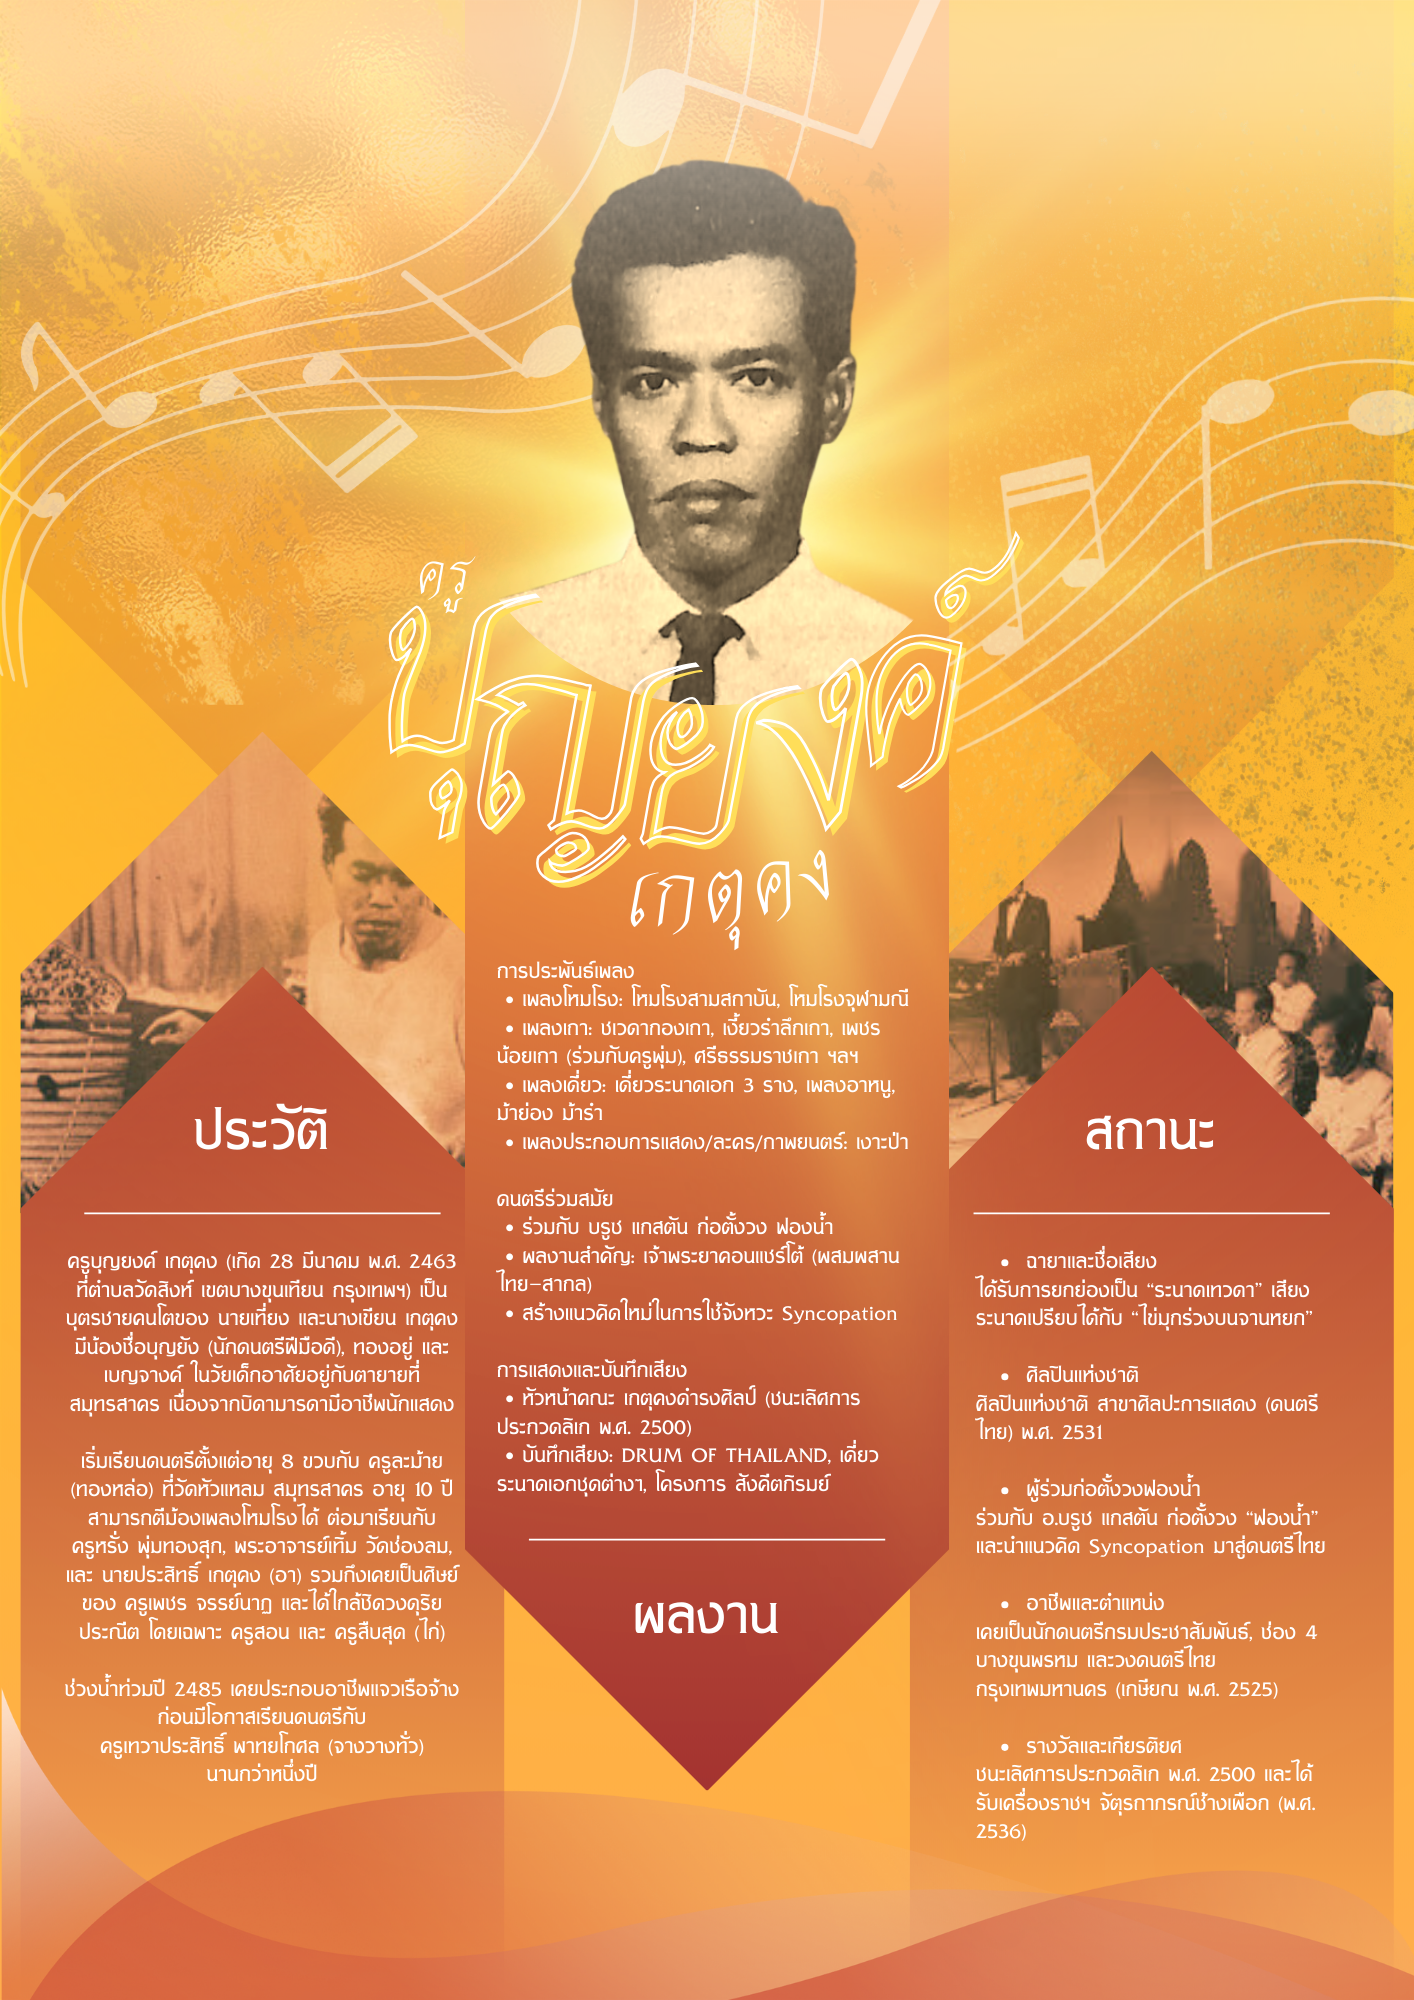 ครู
บุญยงค์
เกตุคง
ประวัติ
ครูบุญยงค์ เกตุคง (เกิด 28 มีนาคม พ.ศ. 2463
ที่ตำบลวัดสิงห์ เขตบางขุนเทียน กรุงเทพฯ) เป็น
บุตรชายคนโตของ นายเที่ยง และนางเขียน เกตุคง
มีน้องชื่อบุญยัง (นักดนตรีฝีมือดี), ทองอยู่ และ
เบญจางค์ ในวัยเด็กอาศัยอยู่กับตายายที่
สมุทรสาคร เนื่องจากบิดามารดามีอาชีพนักแสดง
เริ่มเรียนดนตรีตั้งแต่อายุ 8 ขวบกับ ครูละม้าย
(ทองหล่อ) ที่วัดหัวแหลม สมุทรสาคร อายุ 10 ปี
สามารถตีฆ้องเพลงโหมโรงได้ ต่อมาเรียนกับ
ครูหรั่ง พุ่มทองสุก, พระอาจารย์เทิ้ม วัดช่องลม,
และ นายประสิทธิ์ เกตุคง (อา) รวมถึงเคยเป็นศิษย์
ของ ครูเพชร จรรย์นาฏ และได้ใกล้ชิดวงดุริย
ประณีต โดยเฉพาะ ครูสอน และ ครูสืบสุด (ไก่)
ช่วงน้ำท่วมปี 2485 เคยประกอบอาชีพแจวเรือจ้าง
ก่อนมีโอกาสเรียนดนตรีกับ
ครูเทวาประสิทธิ์ พาทยโกศล (จางวางทั่ว)
นานกว่าหนึ่งปี
การประพันธ์เพลง
• เพลงโหมโรง: โหมโรงสามสถาบัน, โหมโรงจุฬามณี
• เพลงเถา: ชเวดากองเถา, เงี้ยวรำลึกเถา, เพชร
น้อยเถา (ร่วมกับครูพุ่ม), ศรีธรรมราชเถา ฯลฯ
• เพลงเดี่ยว: เดี่ยวระนาดเอก 3 ราง, เพลงอาหนู,
ม้าย่อง ม้ารำ
• เพลงประกอบการแสดง/ละคร/ภาพยนตร์: เงาะป่า
ดนตรีร่วมสมัย
• ร่วมกับ บรูช แกสตัน ก่อตั้งวง ฟองน้ำ
• ผลงานสำคัญ: เจ้าพระยาคอนแชร์โต้ (ผสมผสาน
ไทย–สากล)
• สร้างแนวคิดใหม่ในการใช้จังหวะ Syncopation
การแสดงและบันทึกเสียง
• หัวหน้าคณะ เกตุคงดำรงศิลป์ (ชนะเลิศการ
ประกวดลิเก พ.ศ. 2500)
• บันทึกเสียง: DRUM OF THAILAND, เดี่ยว
ระนาดเอกชุดต่างๆ, โครงการ สังคีตภิรมย์
ผลงาน
สถานะ
• ฉายาและชื่อเสียง
ได้รับการยกย่องเป็น “ระนาดเทวดา” เสียง
ระนาดเปรียบได้กับ “ไข่มุกร่วงบนจานหยก”
• ศิลปินแห่งชาติ
ศิลปินแห่งชาติ สาขาศิลปะการแสดง (ดนตรี
ไทย) พ.ศ. 2531
• ผู้ร่วมก่อตั้งวงฟองน้ำ
ร่วมกับ อ.บรูช แกสตัน ก่อตั้งวง “ฟองน้ำ”
และนำแนวคิด Syncopation มาสู่ดนตรีไทย
• อาชีพและตำแหน่ง
เคยเป็นนักดนตรีกรมประชาสัมพันธ์, ช่อง 4
บางขุนพรหม และวงดนตรีไทย
กรุงเทพมหานคร (เกษียณ พ.ศ. 2525)
• รางวัลและเกียรติยศ
ชนะเลิศการประกวดลิเก พ.ศ. 2500 และได้
รับเครื่องราชฯ จัตุรถาภรณ์ช้างเผือก (พ.ศ.
2536)